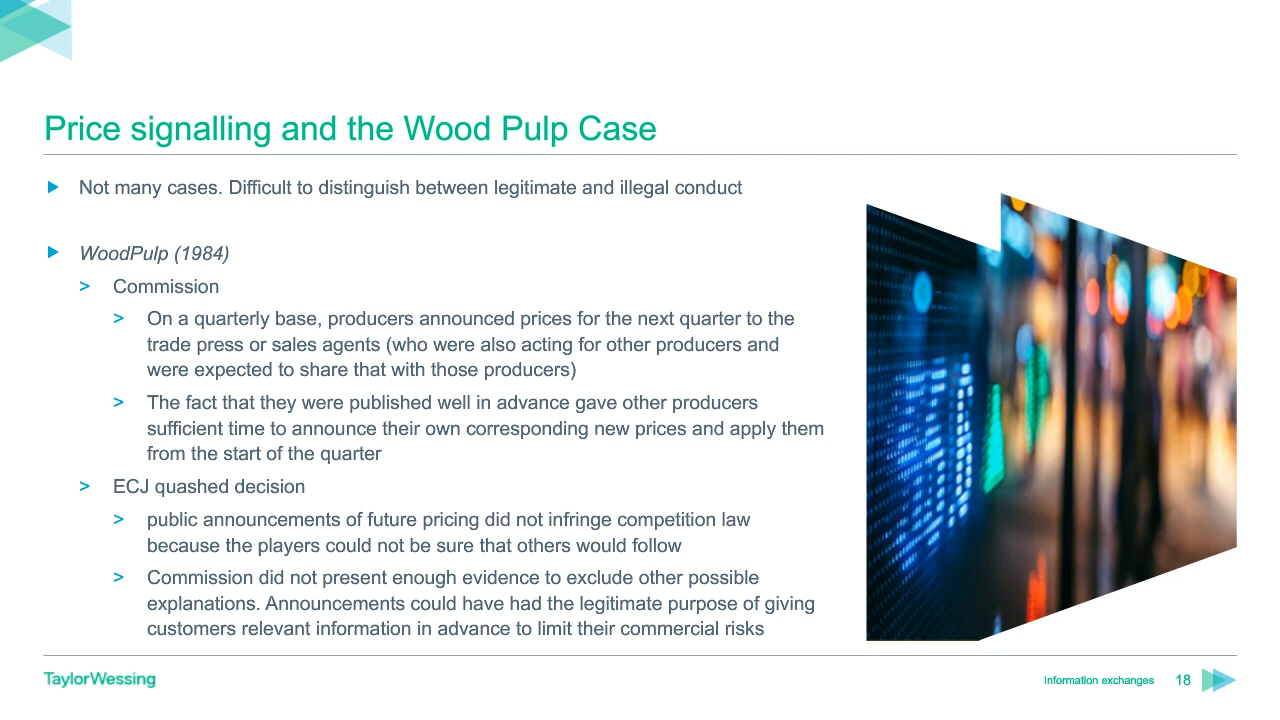 Price signalling and the Wood Pulp Case
Not many cases. Difficult to distinguish between legitimate and illegal conduct
WoodPulp (1984)
> Commission
> On a quarterly base, producers announced prices for the next quarter to the
trade press or sales agents (who were also acting for other producers and
were expected to share that with those producers)
> The fact that they were published well in advance gave other producers
sufficient time to announce their own corresponding new prices and apply them
from the start of the quarter
> ECJ quashed decision
> public announcements of future pricing did not infringe competition law
because the players could not be sure that others would follow
> Commission did not present enough evidence to exclude other possible
explanations. Announcements could have had the legitimate purpose of giving
customers relevant information in advance to limit their commercial risks
TaylorWessing
Information exchanges 18